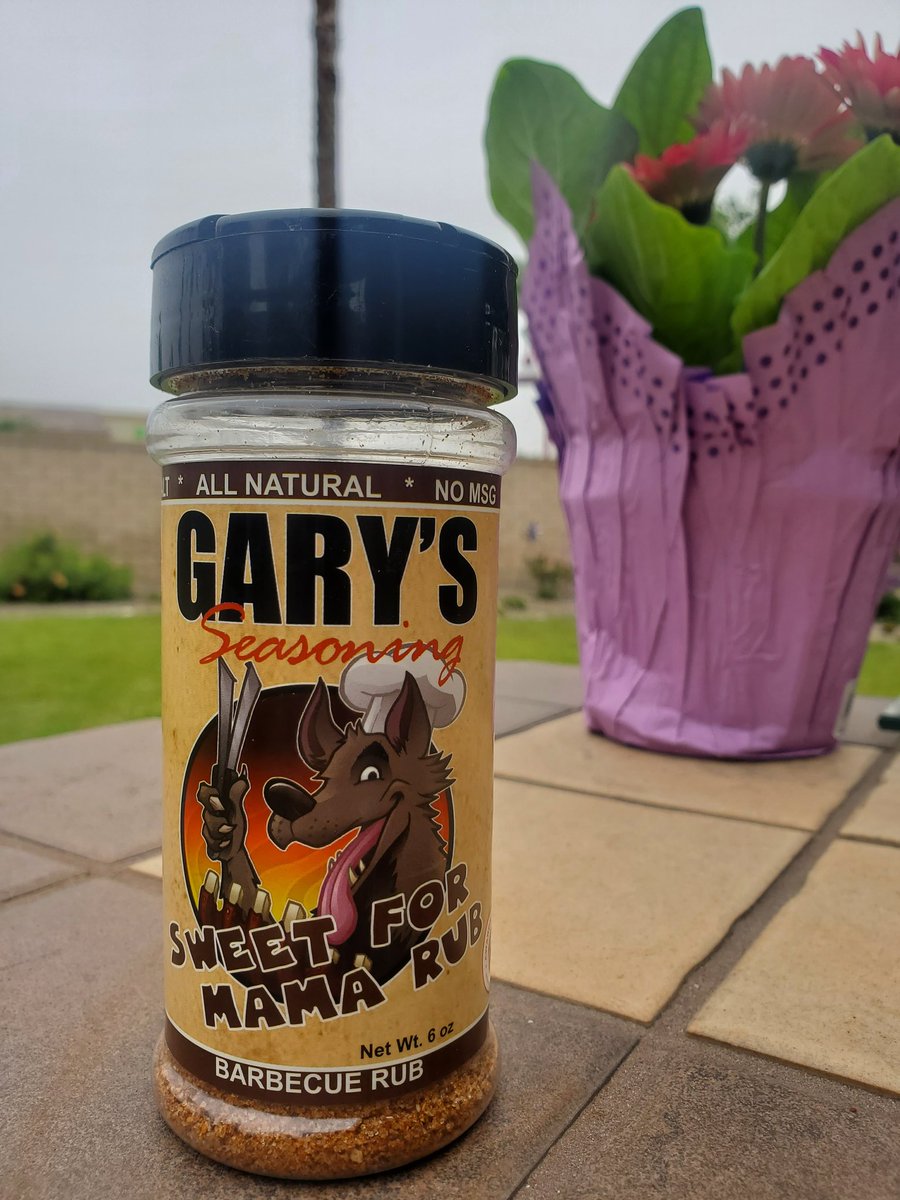 * ALL NATURAL * NO MSG
GARY'S
Seasoning
SWEET FOR
MAMA RUB
Net Wt. 6 oz
BARBECUE RUB